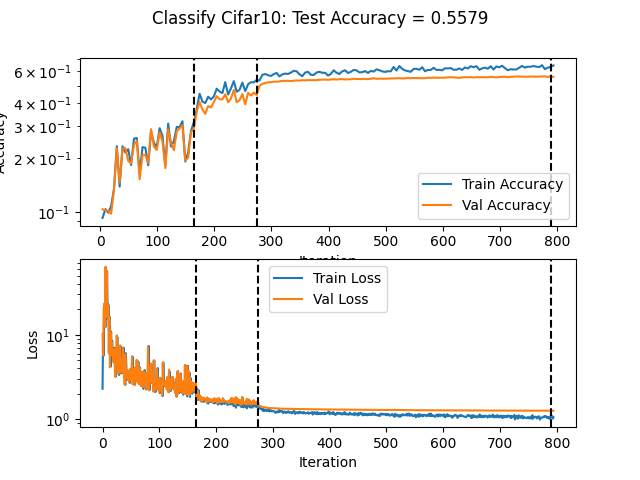 Classify Cifar10: Test Accuracy = 0.5579
6 × 10⁻¹
4 × 10⁻¹
3 × 10⁻¹
2 × 10⁻¹
10⁻¹
Accuracy
Train Accuracy
Val Accuracy
0 100 200 300 400 500 600 700 800
Iteration
Train Loss
Val Loss
10¹
10⁰
Loss
0 100 200 300 400 500 600 700 800
Iteration